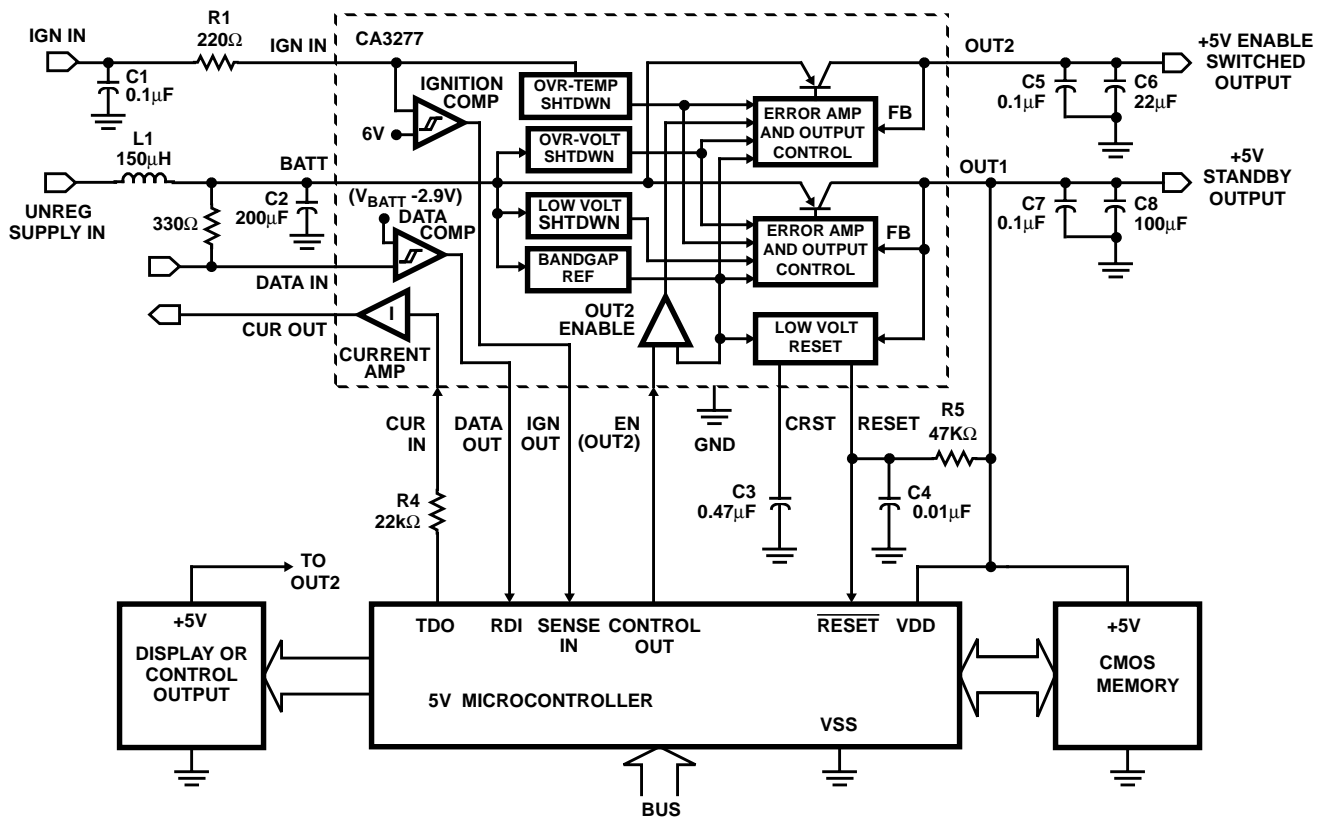 IGN IN
R1
220Ω
IGN IN
CA3277
OUT2
+5V ENABLE
SWITCHED
OUTPUT
C1
0.1µF
IGNITION
COMP
OVR-TEMP
SHTDWN
ERROR AMP
AND OUTPUT
CONTROL
FB
C5
0.1µF
C6
22µF
6V
L1
150µH
BATT
OVR-VOLT
SHTDWN
OUT1
+5V
STANDBY
OUTPUT
UNREG
SUPPLY IN
330Ω
C2
200µF
(VBATT -2.9V)
DATA
COMP
LOW VOLT
SHTDWN
ERROR AMP
AND OUTPUT
CONTROL
FB
C7
0.1µF
C8
100µF
BANDGAP
REF
DATA IN
CUR OUT
I
CURRENT
AMP
OUT2
ENABLE
LOW VOLT
RESET
CUR
IN
DATA
OUT
IGN
OUT
EN
(OUT2)
GND
CRST
RESET
R5
47KΩ
R4
22kΩ
C3
0.47µF
C4
0.01µF
TO
OUT2
+5V
DISPLAY OR
CONTROL
OUTPUT
TDO
RDI
SENSE
IN
CONTROL
OUT
RESET
VDD
5V MICROCONTROLLER
VSS
+5V
CMOS
MEMORY
BUS